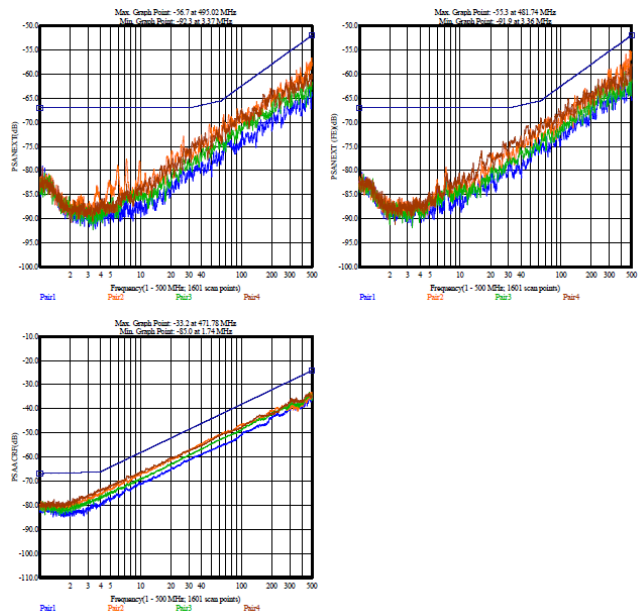 Max. Graph Point: -56.7 at 495.02 MHz
Min. Graph Point: -92.3 at 3.37 MHz
-50.0
-55.0
-60.0
-65.0
-70.0
-75.0
-80.0
-85.0
-90.0
-95.0
-100.0
PSANEXT(dB)
2 3 4 5 10 20 30 40 100 200 300 500
Frequency(1 - 500 MHz; 1601 scan points)
Pair1 Pair2 Pair3 Pair4
Max. Graph Point: -55.3 at 481.74 MHz
Min. Graph Point: -91.9 at 3.36 MHz
-50.0
-55.0
-60.0
-65.0
-70.0
-75.0
-80.0
-85.0
-90.0
-95.0
-100.0
PSANEXT (FE)(dB)
2 3 4 5 10 20 30 40 100 200 300 500
Frequency(1 - 500 MHz; 1601 scan points)
Pair1 Pair2 Pair3 Pair4
Max. Graph Point: -33.2 at 471.78 MHz
Min. Graph Point: -85.0 at 1.74 MHz
-10.0
-20.0
-30.0
-40.0
-50.0
-60.0
-70.0
-80.0
-90.0
-100.0
-110.0
PSAACRF(dB)
2 3 4 5 10 20 30 40 100 200 300 500
Frequency(1 - 500 MHz; 1601 scan points)
Pair1 Pair2 Pair3 Pair4